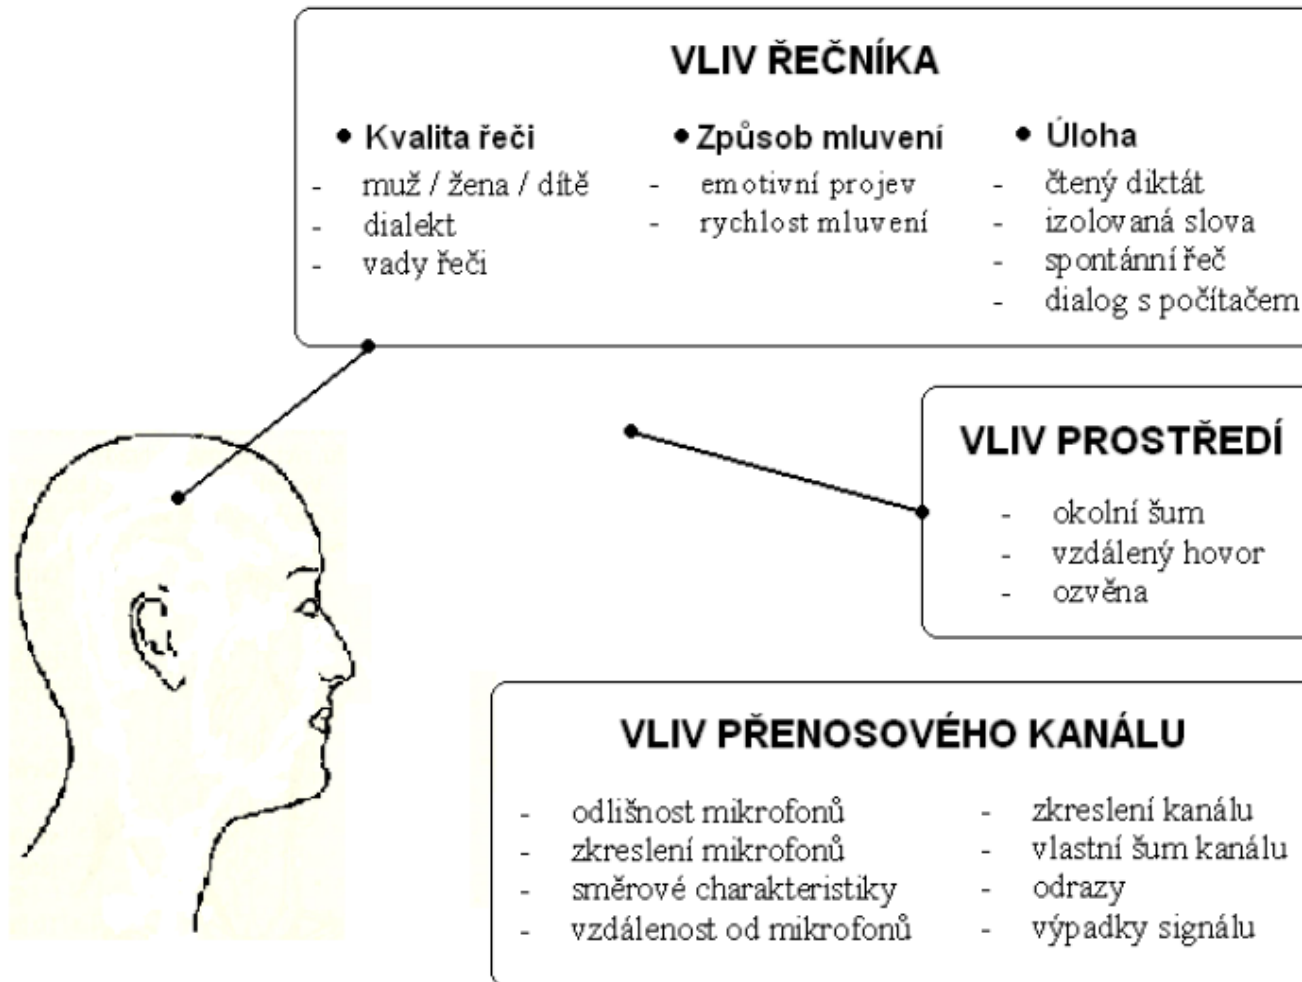 VLIV ŘEČNÍKA
• Kvalita řeči
- muž / žena / dítě
- dialekt
- vady řeči
• Způsob mluvení
- emotivní projev
- rychlost mluvení
• Úloha
- čtený diktát
- izolovaná slova
- spontánní řeč
- dialog s počítačem
VLIV PROSTŘEDÍ
- okolní šum
- vzdálený hovor
- ozvěna
VLIV PŘENOSOVÉHO KANÁLU
- odlišnost mikrofonů
- zkreslení mikrofonů
- směrové charakteristiky
- vzdálenost od mikrofonů
- zkreslení kanálu
- vlastní šum kanálu
- odrazy
- výpadky signálu